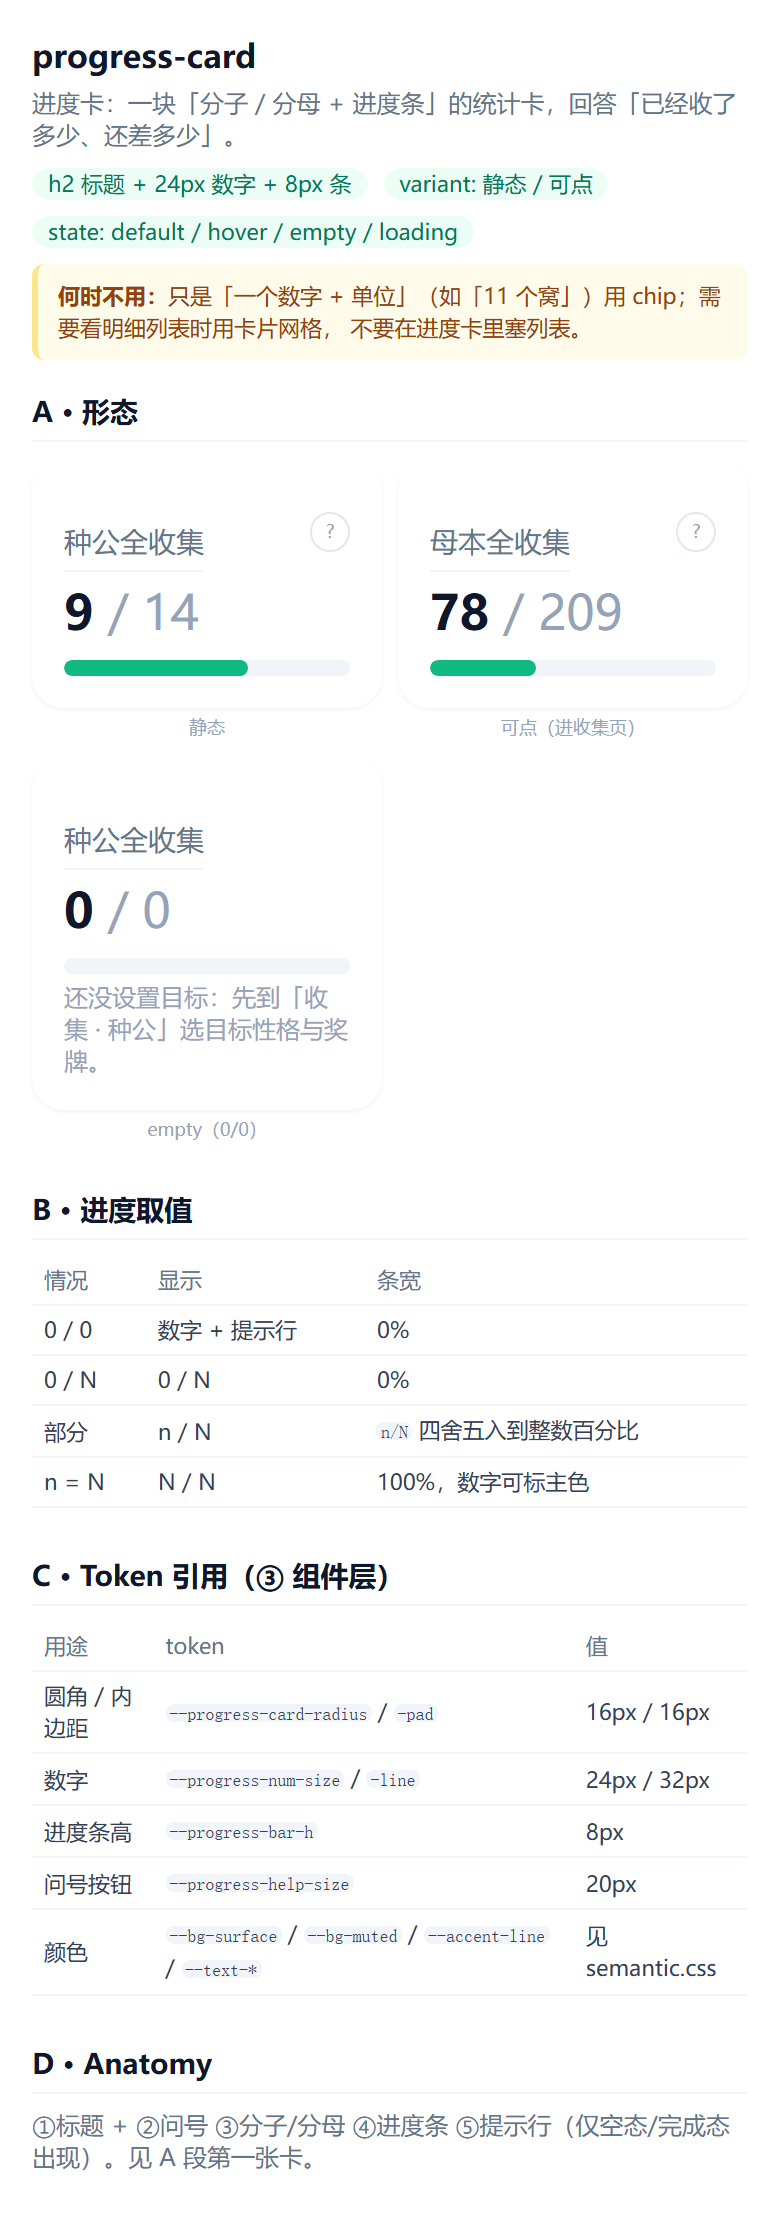 progress-card
进度卡：一块「分子 / 分母 + 进度条」的统计卡，回答「已经收了
多少、还差多少」。
h2 标题 + 24px 数字 + 8px 条
variant: 静态 / 可点
state: default / hover / empty / loading
何时不用：只是「一个数字 + 单位」（如「11 个窝」）用 chip；需
要看明细列表时用卡片网格， 不要在进度卡里塞列表。
A · 形态
种公全收集
?
9 / 14
静态
母本全收集
?
78 / 209
可点（进收集页）
种公全收集
0 / 0
还没设置目标：先到「收
集 · 种公」选目标性格与奖
牌。
empty（0/0）
B · 进度取值
情况 显示 条宽
0 / 0 数字 + 提示行 0%
0 / N 0 / N 0%
部分 n / N n/N 四舍五入到整数百分比
n = N N / N 100%，数字可标主色
C · Token 引用（③ 组件层）
用途 token 值
圆角 / 内
边距
--progress-card-radius / -pad 16px / 16px
数字 --progress-num-size / -line 24px / 32px
进度条高 --progress-bar-h 8px
问号按钮 --progress-help-size 20px
颜色
--bg-surface / --bg-muted / --accent-line
/ --text-*
见
semantic.css
D · Anatomy
①标题 + ②问号 ③分子/分母 ④进度条 ⑤提示行（仅空态/完成态
出现）。见 A 段第一张卡。